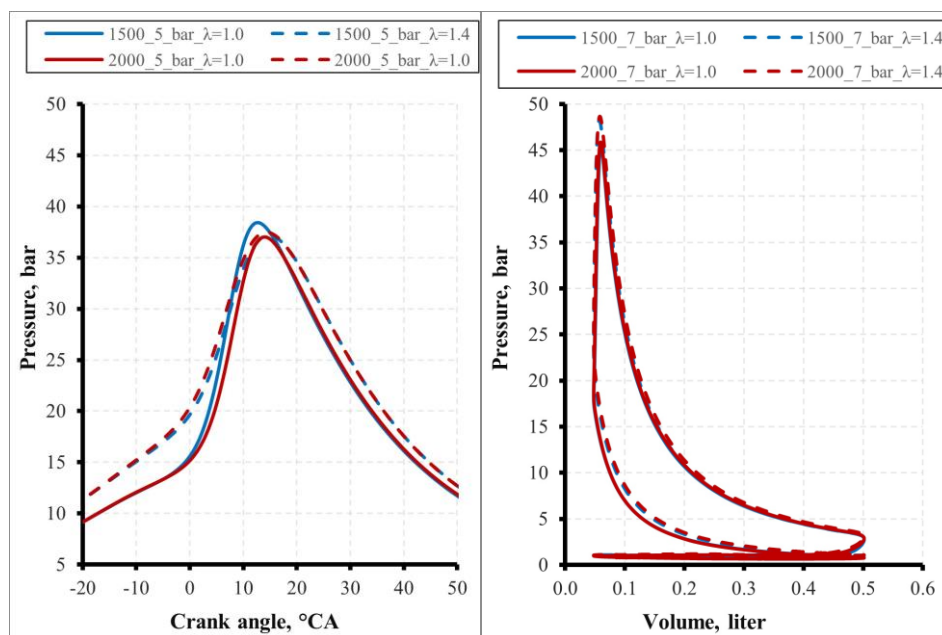 1500_5_bar_λ=1.0 1500_5_bar_λ=1.4
2000_5_bar_λ=1.0 2000_5_bar_λ=1.0
50
45
40
35
30
25
20
15
10
5
Pressure, bar
-20 -10 0 10 20 30 40 50
Crank angle, °CA
1500_7_bar_λ=1.0 1500_7_bar_λ=1.4
2000_7_bar_λ=1.0 2000_7_bar_λ=1.4
50
45
40
35
30
25
20
15
10
5
0
Pressure, bar
0.0 0.1 0.2 0.3 0.4 0.5 0.6
Volume, liter